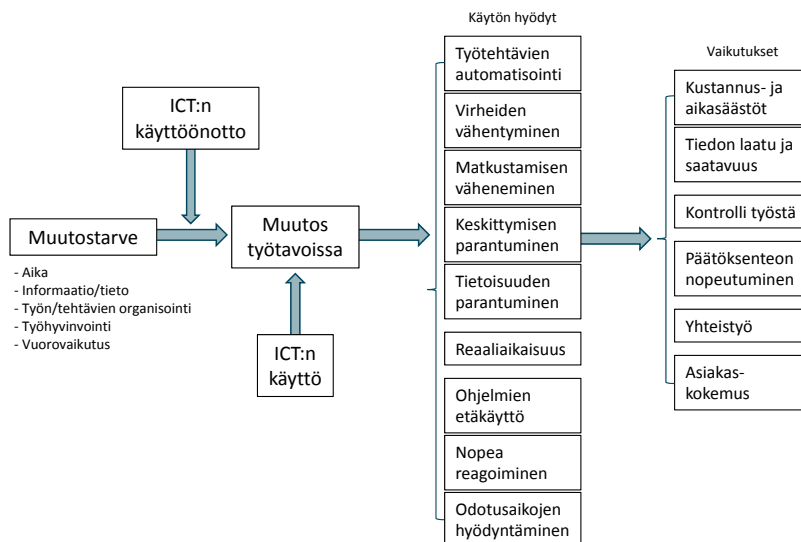 Käytön hyödyt
Vaikutukset
ICT:n
käyttöönotto
Muutostarve
- Aika
- Informaatio/tieto
- Työn/tehtävien organisointi
- Työhyvinvointi
- Vuorovaikutus
Muutos
työtavoissa
ICT:n
käyttö
Työtehtävien
automatisointi
Virheiden
vähentyminen
Matkustamisen
väheneminen
Keskittymisen
parantuminen
Tietoisuuden
parantuminen
Reaaliaikaisuus
Ohjelmien
etäkäyttö
Nopea
reagoiminen
Odotusaikojen
hyödyntäminen
Kustannus- ja
aikasäästöt
Tiedon laatu ja
saatavuus
Kontrolli työstä
Päätöksenteon
nopeutuminen
Yhteistyö
Asiakas-
kokemus